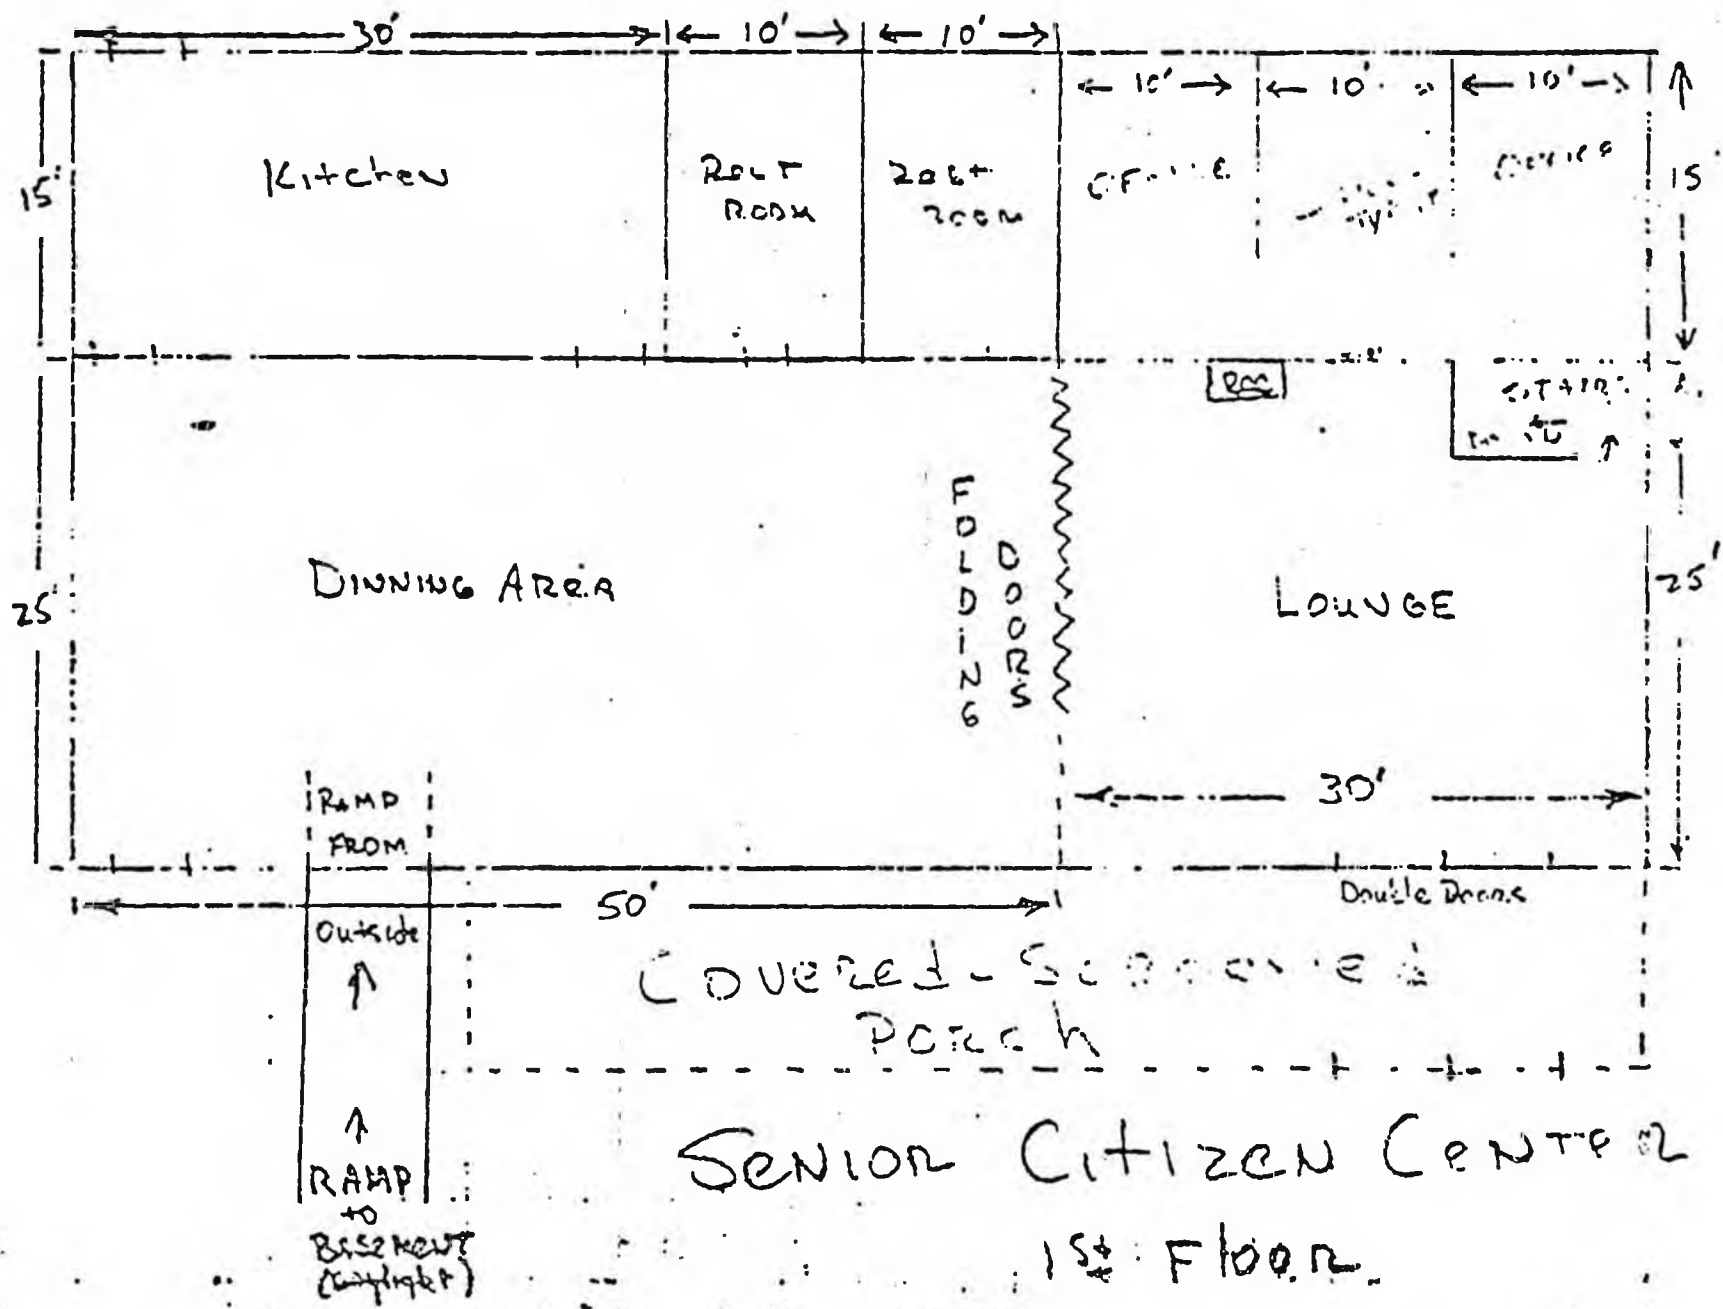 30' 10' 10'
10' 10' 10'
15'
Kitchen
Rest
Room
Rest
Room
Office
15
25'
Dinning Area
FOLDING
DOORS
Lounge
25'
30'
Ramp
From
Outside
50'
Double Doors
Covered - Screened
Porch
Ramp
to
Basement
Senior Citizen Center
1st Floor